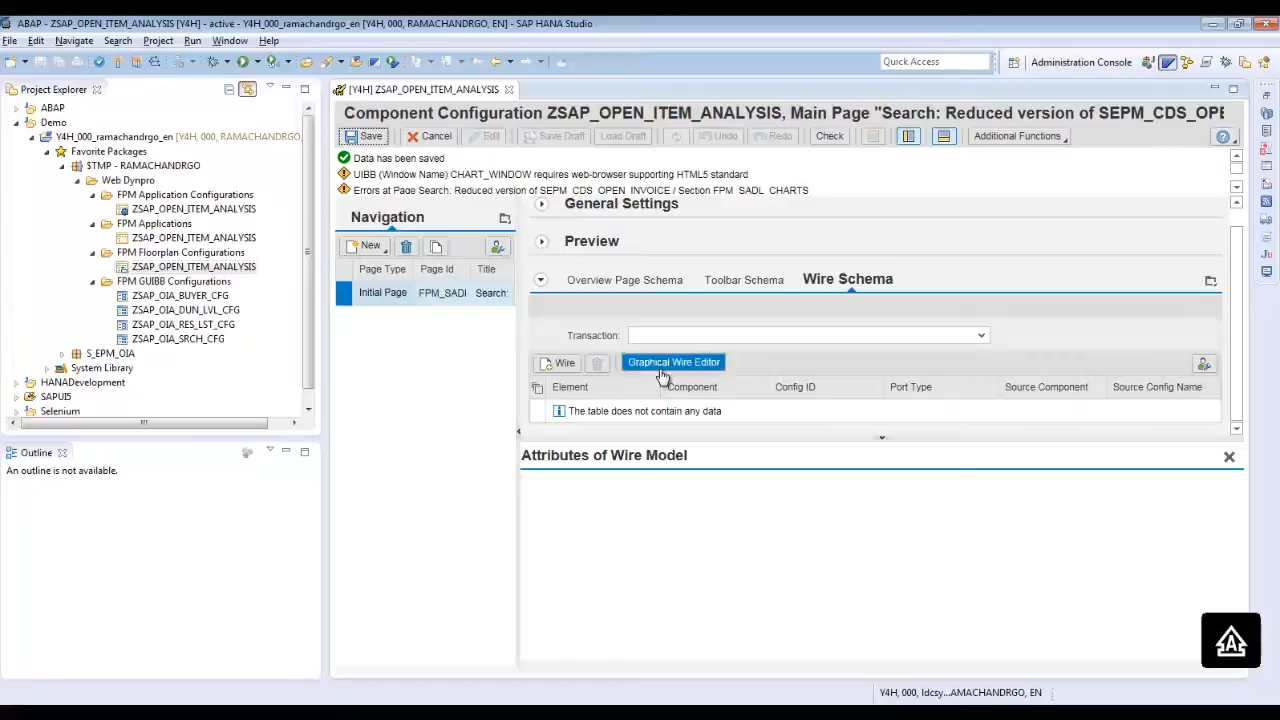 ABAP - ZSAP_OPEN_ITEM_ANALYSIS [Y4H] - active - Y4H_000_ramachandrgo_en [Y4H, 000, RAMACHANDRGO, EN] - SAP HANA Studio
File Edit Navigate Search Project Run Window Help
Quick Access
Administration Console
Project Explorer
ABAP
Demo
Y4H_000_ramachandrgo_en [Y4H, 000, RAMACHANDRGO,
Favorite Packages
$TMP - RAMACHANDRGO
Web Dynpro
FPM Application Configurations
ZSAP_OPEN_ITEM_ANALYSIS
FPM Applications
ZSAP_OPEN_ITEM_ANALYSIS
FPM Floorplan Configurations
ZSAP_OPEN_ITEM_ANALYSIS
FPM GUIBB Configurations
ZSAP_OIA_BUYER_CFG
ZSAP_OIA_DUN_LVL_CFG
ZSAP_OIA_RES_LST_CFG
ZSAP_OIA_SRCH_CFG
S_EPM_OIA
System Library
HANADevelopment
SAPUI5
Selenium
Outline
An outline is not available.
[Y4H] ZSAP_OPEN_ITEM_ANALYSIS
Component Configuration ZSAP_OPEN_ITEM_ANALYSIS, Main Page "Search: Reduced version of SEPM_CDS_OPE
Save Cancel Edit Save Draft Load Draft Undo Redo Check Additional Functions
Data has been saved
UIBB (Window Name) CHART_WINDOW requires web-browser supporting HTML5 standard
Errors at Page Search: Reduced version of SEPM_CDS_OPEN_INVOICE / Section FPM_SADL_CHARTS
Navigation
New
Page Type Page Id Title
Initial Page FPM_SADI Search:
General Settings
Preview
Overview Page Schema Toolbar Schema Wire Schema
Transaction:
Wire Graphical Wire Editor
Element Component Config ID Port Type Source Component Source Config Name
The table does not contain any data
Attributes of Wire Model
A
Y4H, 000, ldcsy...AMACHANDRGO, EN